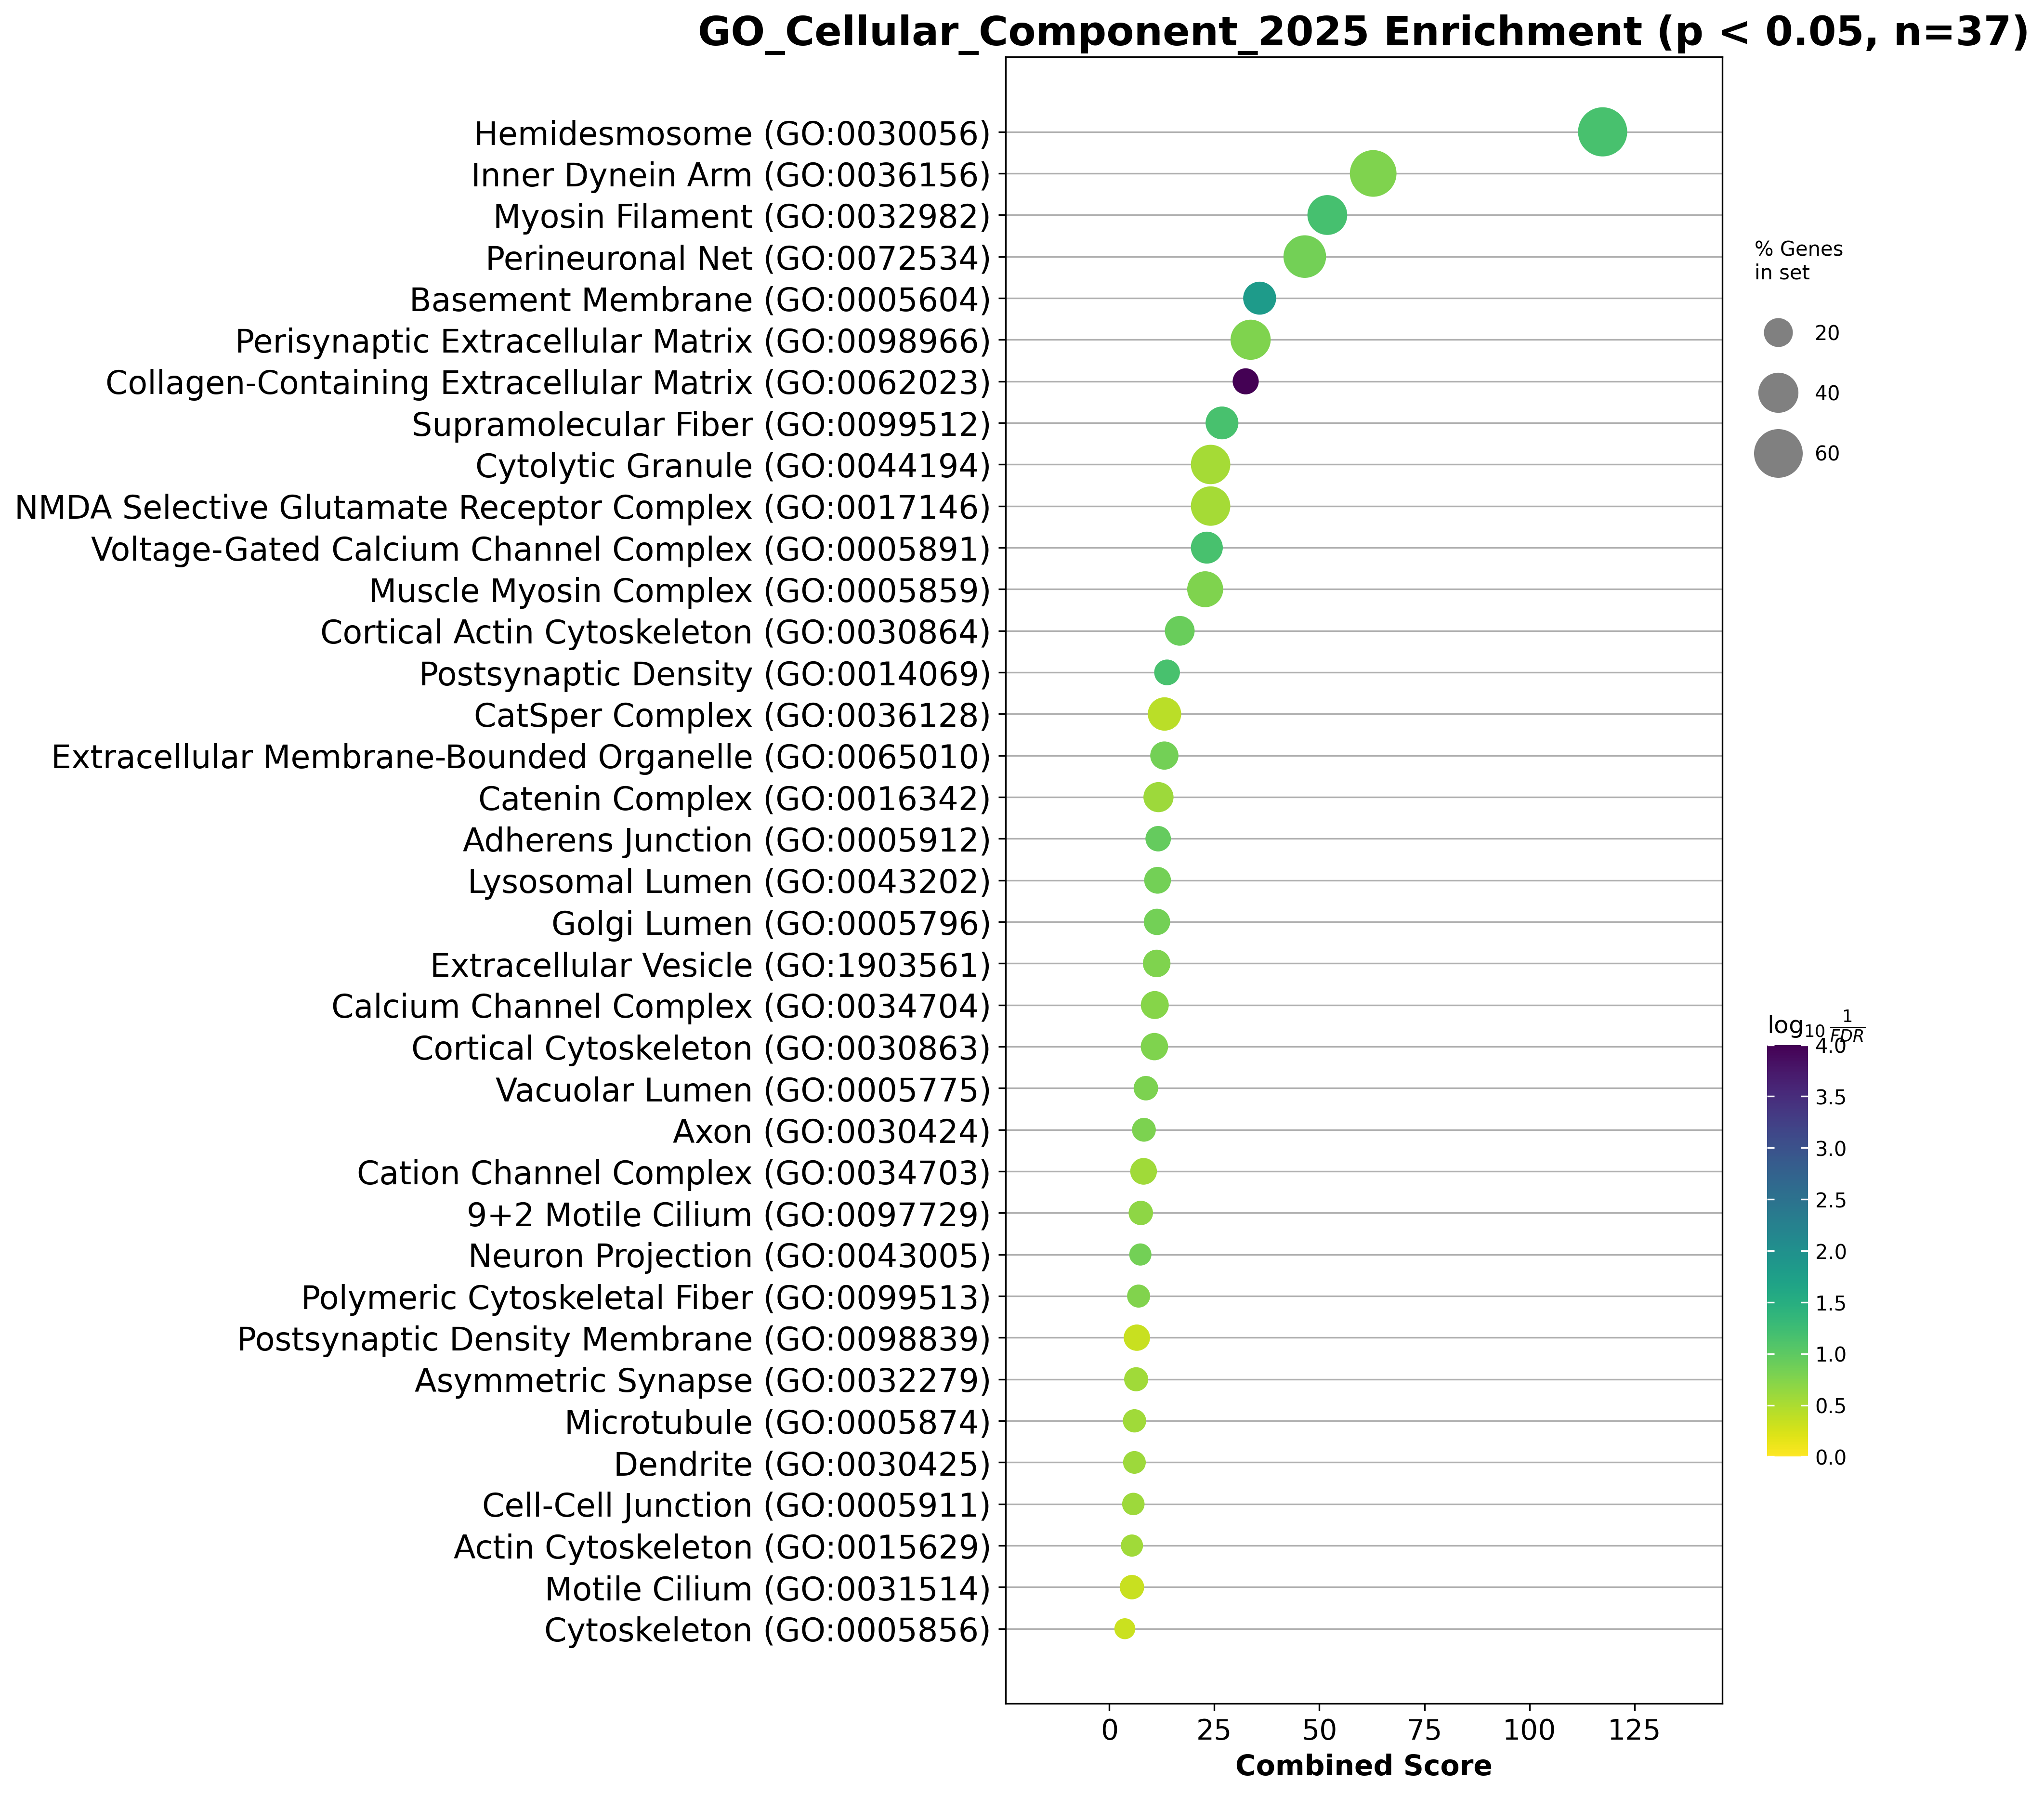 GO_Cellular_Component_2025 Enrichment (p < 0.05, n=37)
Hemidesmosome (GO:0030056)
Inner Dynein Arm (GO:0036156)
Myosin Filament (GO:0032982)
Perineuronal Net (GO:0072534)
Basement Membrane (GO:0005604)
Perisynaptic Extracellular Matrix (GO:0098966)
Collagen-Containing Extracellular Matrix (GO:0062023)
Supramolecular Fiber (GO:0099512)
Cytolytic Granule (GO:0044194)
NMDA Selective Glutamate Receptor Complex (GO:0017146)
Voltage-Gated Calcium Channel Complex (GO:0005891)
Muscle Myosin Complex (GO:0005859)
Cortical Actin Cytoskeleton (GO:0030864)
Postsynaptic Density (GO:0014069)
CatSper Complex (GO:0036128)
Extracellular Membrane-Bounded Organelle (GO:0065010)
Catenin Complex (GO:0016342)
Adherens Junction (GO:0005912)
Lysosomal Lumen (GO:0043202)
Golgi Lumen (GO:0005796)
Extracellular Vesicle (GO:1903561)
Calcium Channel Complex (GO:0034704)
Cortical Cytoskeleton (GO:0030863)
Vacuolar Lumen (GO:0005775)
Axon (GO:0030424)
Cation Channel Complex (GO:0034703)
9+2 Motile Cilium (GO:0097729)
Neuron Projection (GO:0043005)
Polymeric Cytoskeletal Fiber (GO:0099513)
Postsynaptic Density Membrane (GO:0098839)
Asymmetric Synapse (GO:0032279)
Microtubule (GO:0005874)
Dendrite (GO:0030425)
Cell-Cell Junction (GO:0005911)
Actin Cytoskeleton (GO:0015629)
Motile Cilium (GO:0031514)
Cytoskeleton (GO:0005856)
0 25 50 75 100 125
Combined Score
% Genes
in set
20
40
60
log₁₀ 1/FDR
4.0
3.5
3.0
2.5
2.0
1.5
1.0
0.5
0.0